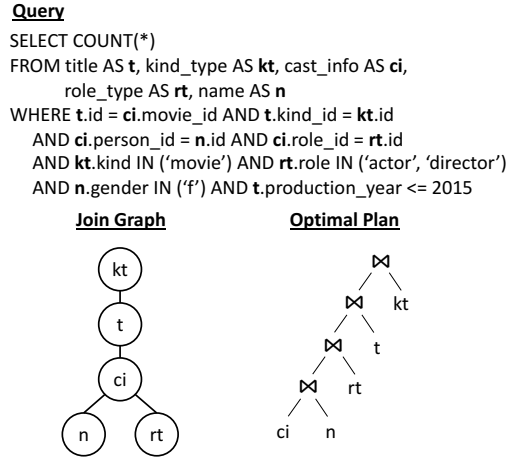 Query
SELECT COUNT(*)
FROM title AS t, kind_type AS kt, cast_info AS ci,
role_type AS rt, name AS n
WHERE t.id = ci.movie_id AND t.kind_id = kt.id
AND ci.person_id = n.id AND ci.role_id = rt.id
AND kt.kind IN (‘movie’) AND rt.role IN (‘actor’, ‘director’)
AND n.gender IN (‘f’) AND t.production_year <= 2015
Join Graph
kt
t
ci
n rt
Optimal Plan
⋈
⋈ kt
⋈ t
⋈ rt
ci n